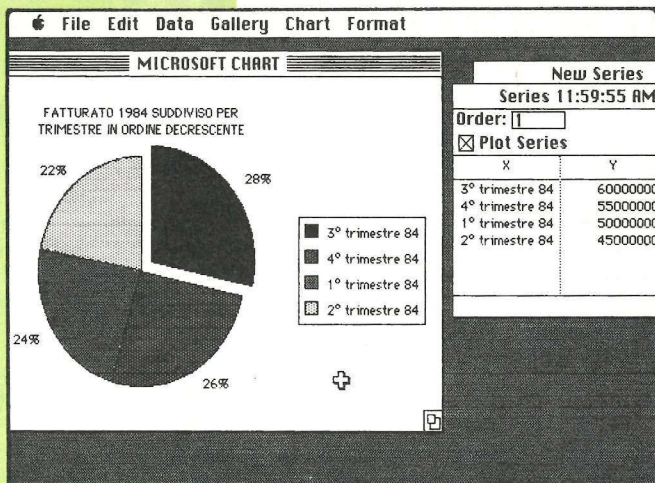 File Edit Data Gallery Chart Format
MICROSOFT CHART
FATTURATO 1984 SUDDIVISO PER
TRIMESTRE IN ORDINE DECRESCENTE
22%
28%
24%
26%
3° trimestre 84
4° trimestre 84
1° trimestre 84
2° trimestre 84
New Series
Series 11:59:55 AM
Order: 1
Plot Series
X Y
3° trimestre 84 60000000
4° trimestre 84 55000000
1° trimestre 84 50000000
2° trimestre 84 45000000